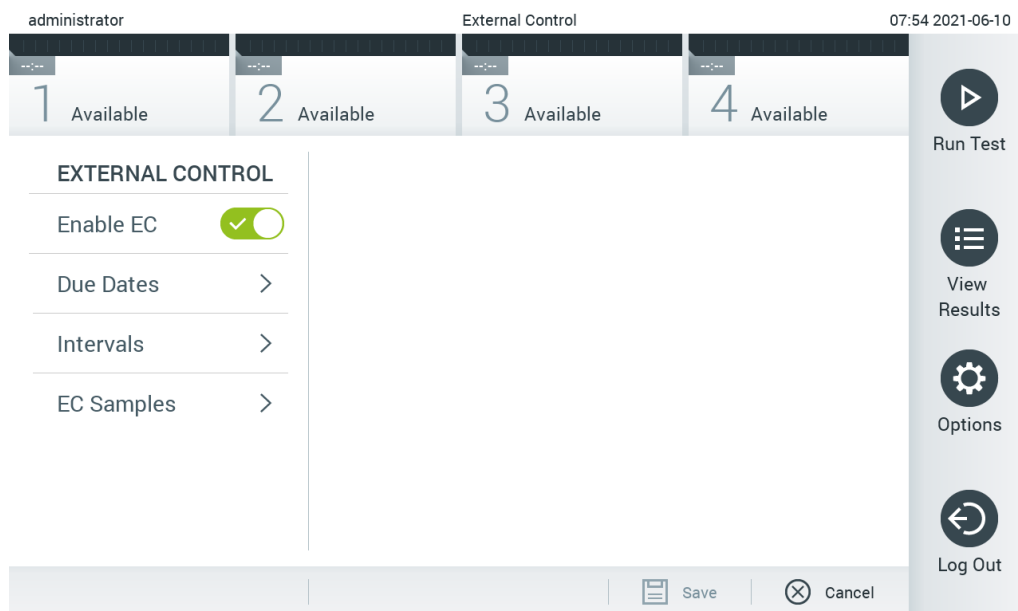 administrator External Control 07:54 2021-06-10
--:-- --:-- --:-- --:--
1 Available 2 Available 3 Available 4 Available
Run Test
EXTERNAL CONTROL
Enable EC
Due Dates
View
Results
Intervals
EC Samples
Options
Log Out
Save Cancel